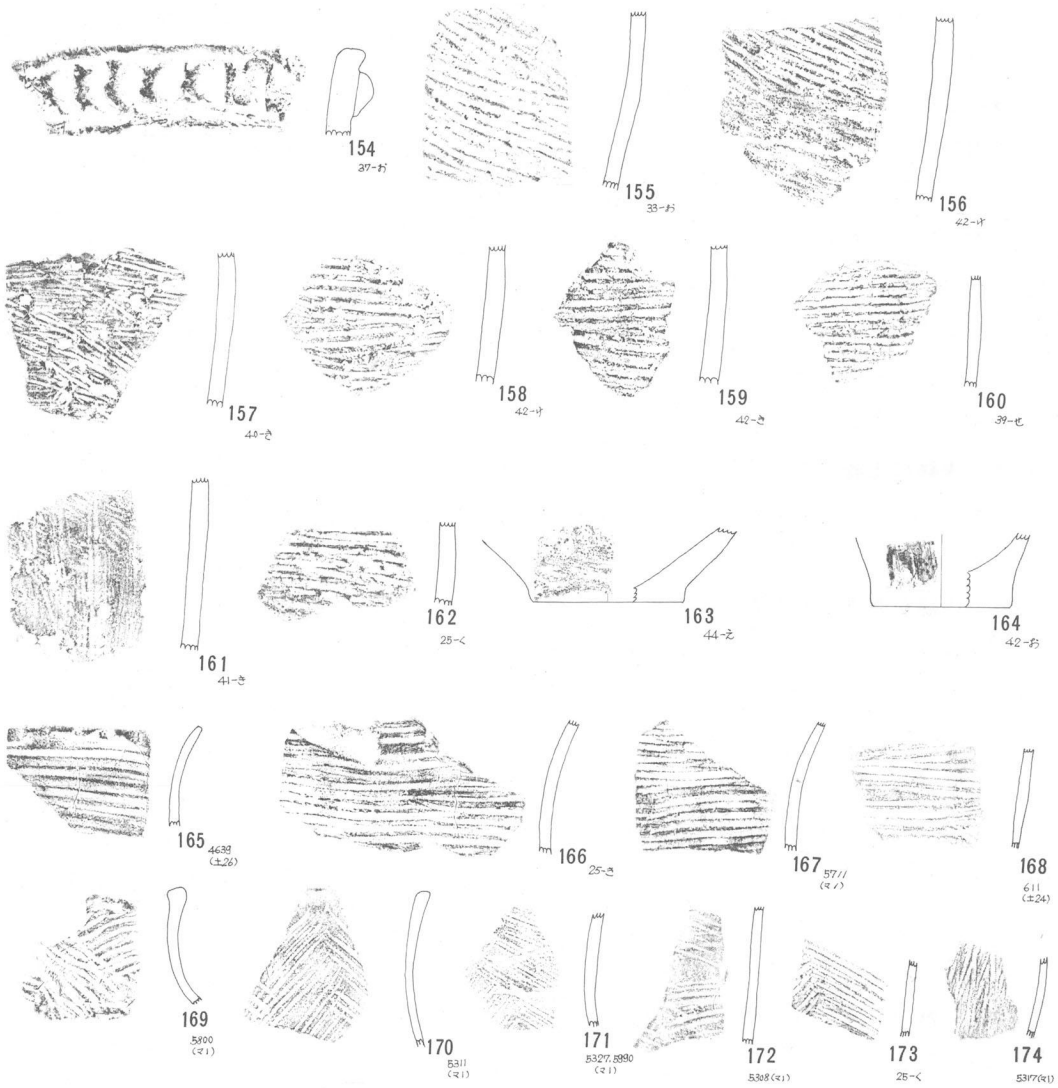 154
37-お
155
33-お
156
42-け
157
40-き
158
42-け
159
42-き
160
39-せ
161
41-き
162
25-く
163
44-え
164
42-お
165
4639
(土26)
166
25-き
167
5711
(マ1)
168
611
(土24)
169
5800
(マ1)
170
5311
(マ1)
171
5327.5890
(マ1)
172
5308(マ1)
173
25-く
174
5317(マ1)